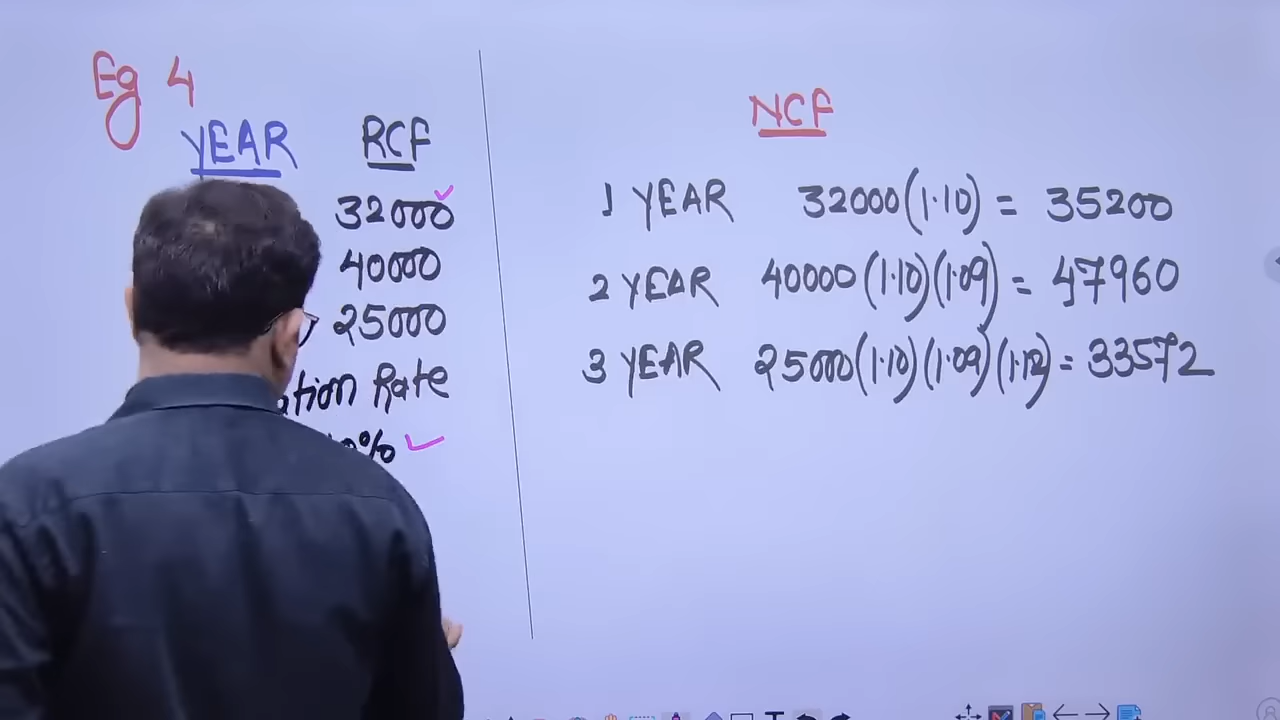 Eg 4
YEAR RCF
32000
40000
25000
Rate
NCF
1 YEAR 32000(1.10) = 35200
2 YEAR 40000(1.10)(1.09) = 47960
3 YEAR 25000(1.10)(1.09)(1.12) = 33572